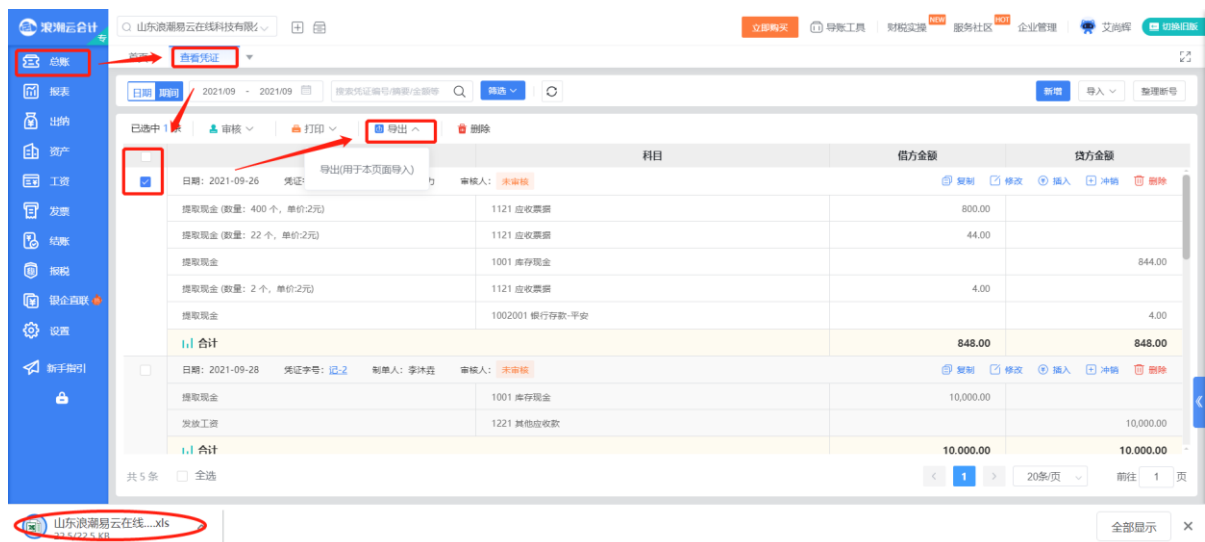 浪潮云会计 专 山东浪潮易云在线科技有限 立即购买 导账工具 财税实操 NEW 服务社区 HOT 企业管理 艾尚辉 切换旧版
总账 首页 查看凭证
报表 日期 期间 2021/09 - 2021/09 搜索凭证编号/摘要/金额等 筛选 新增 导入 整理断号
出纳 已选中 1 条 审核 打印 导出 删除
资产 科目 借方金额 贷方金额
导出(用于本页面导入)
工资 日期: 2021-09-26 审核人: 未审核 复制 修改 插入 冲销 删除
发票 提取现金 (数量: 400 个, 单价:2元) 1121 应收票据 800.00
结账 提取现金 (数量: 22 个, 单价:2元) 1121 应收票据 44.00
报税 提取现金 1001 库存现金 844.00
银企直联 提取现金 (数量: 2 个, 单价:2元) 1121 应收票据 4.00
设置 提取现金 1002001 银行存款-平安 4.00
合计 848.00 848.00
新手指引 日期: 2021-09-28 凭证字号: 记-2 制单人: 李沐垚 审核人: 未审核 复制 修改 插入 冲销 删除
提取现金 1001 库存现金 10,000.00
发放工资 1221 其他应收款 10,000.00
合计 10,000.00 10,000.00
共 5 条 全选 1 20条/页 前往 1 页
山东浪潮易云在线....xls 全部显示
22.5/22.5 KB